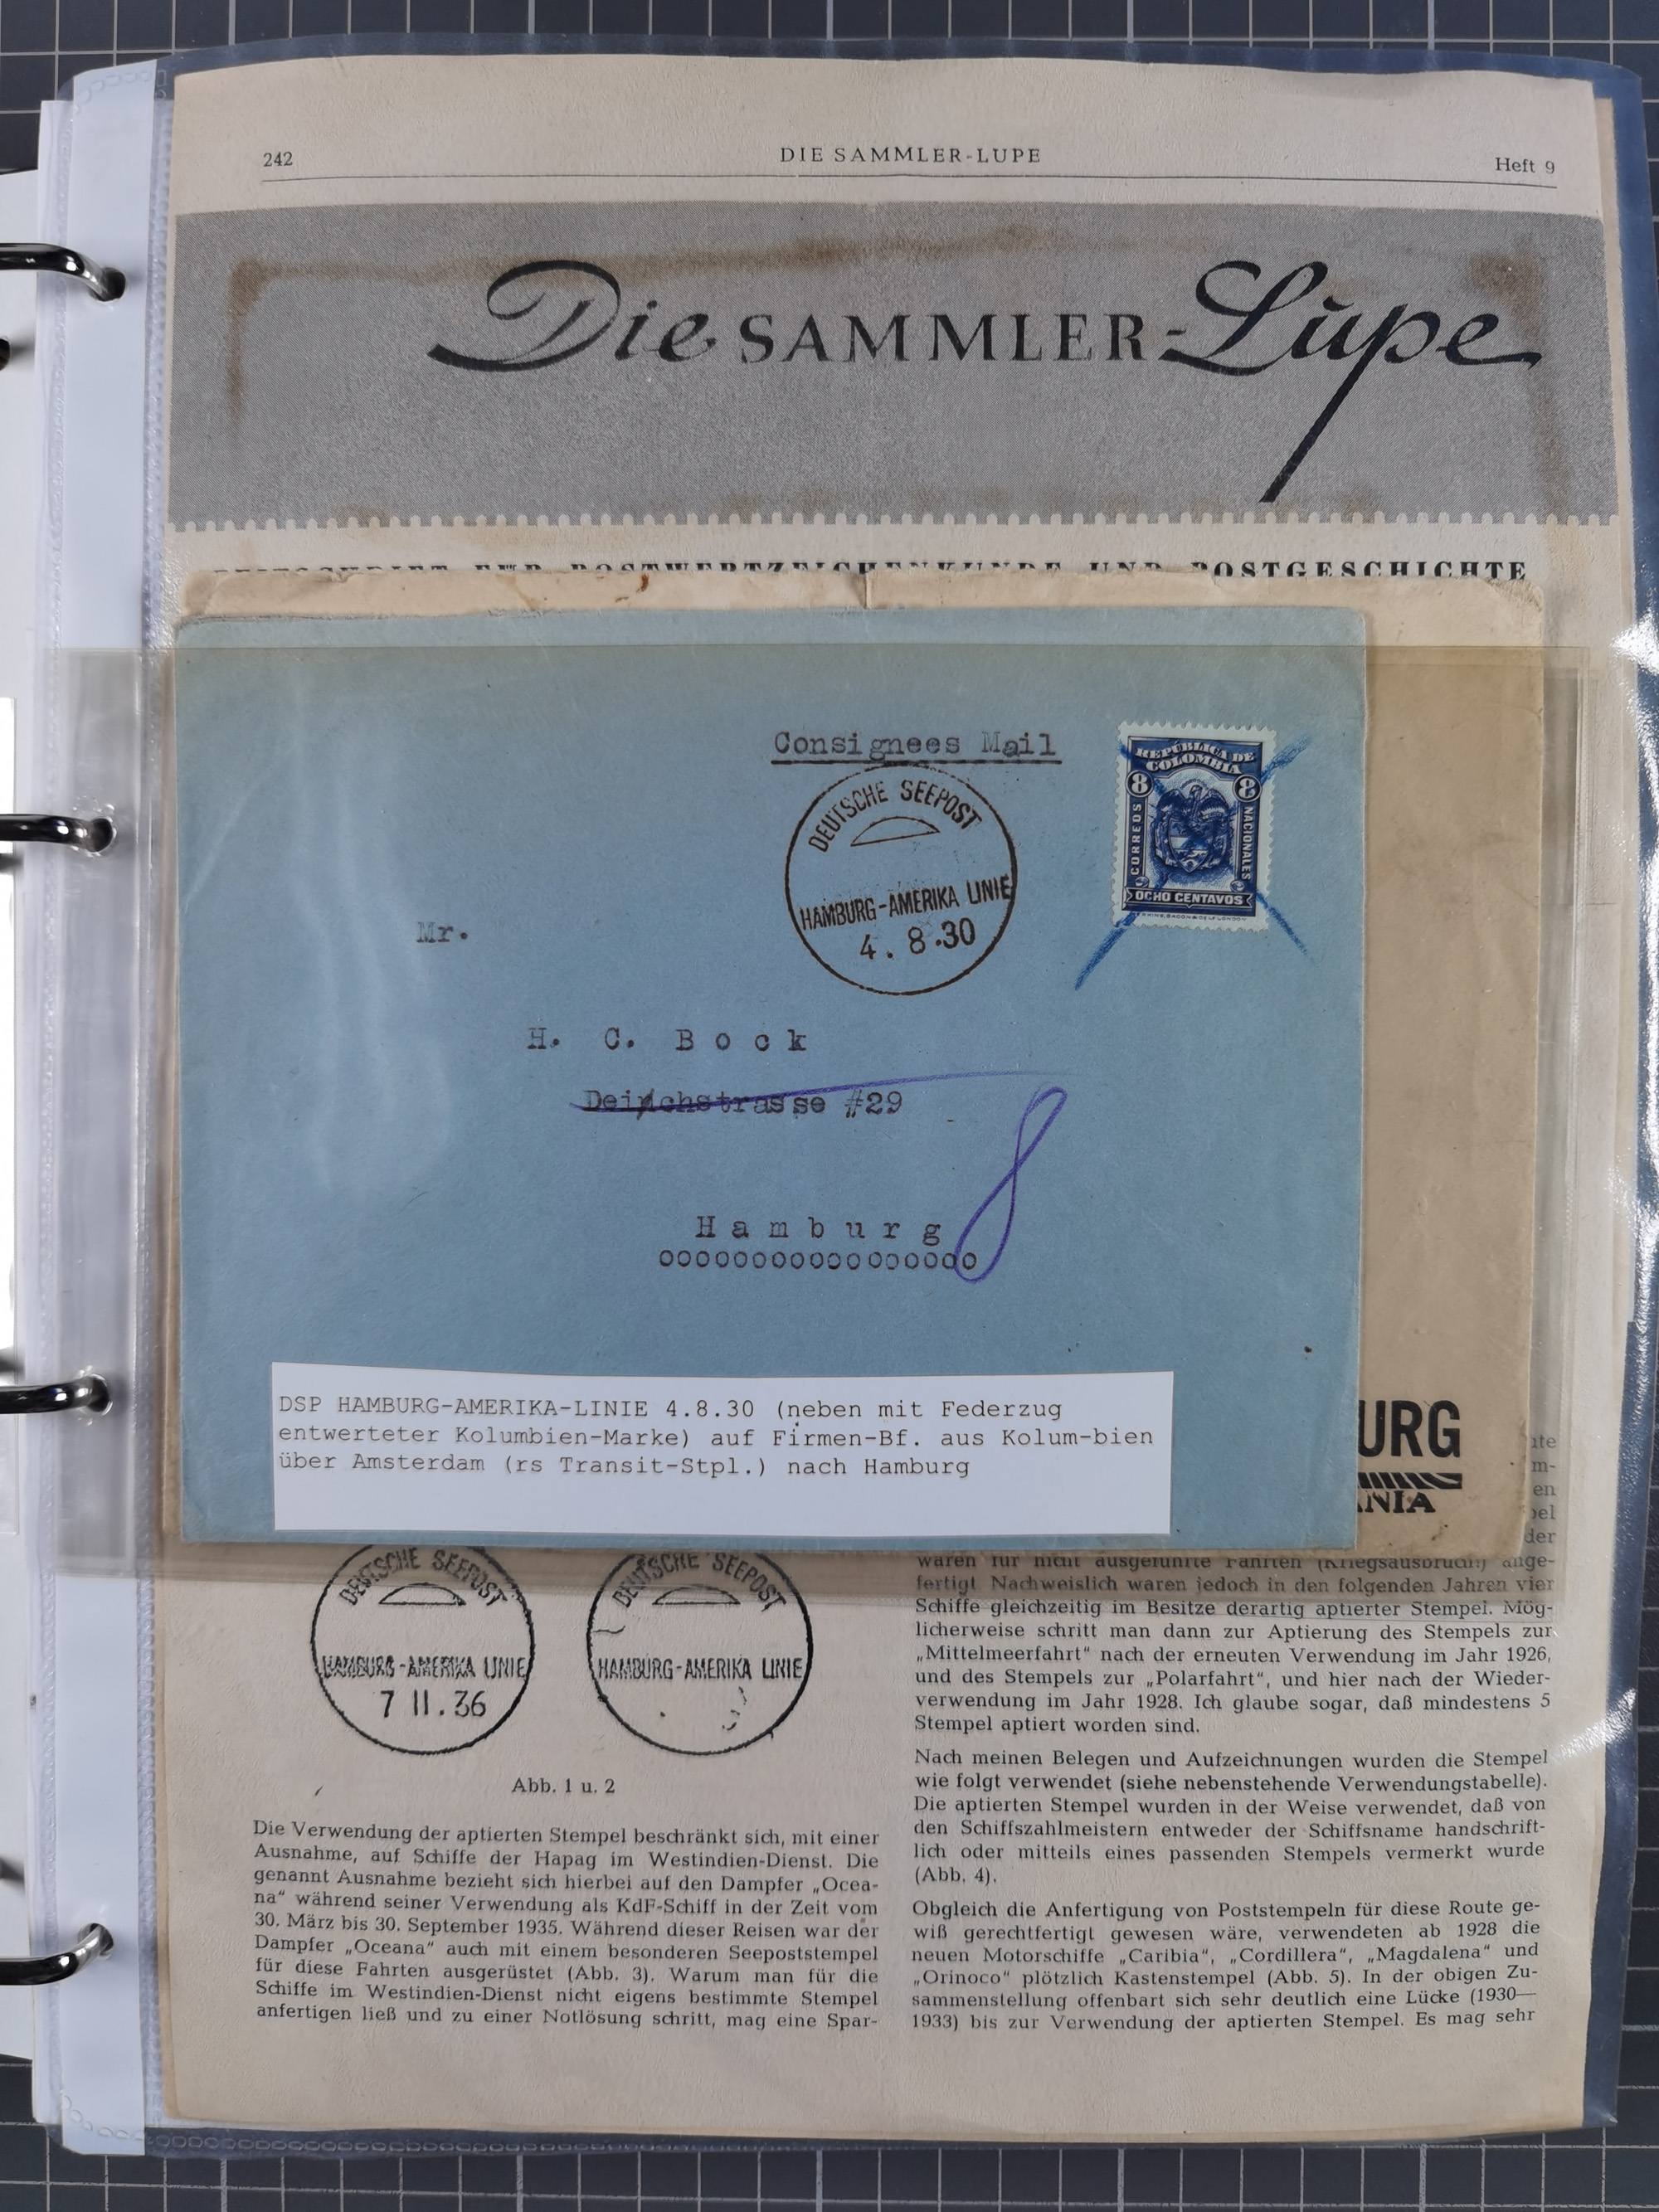 242
DIE SAMMLER-LUPE
Heft 9
Die SAMMLER-Lupe
POSTWERTZEICHENKUNDE UND POSTGESCHICHTE
Consignees Mail
DEUTSCHE SEEPOST
HAMBURG-AMERIKA LINIE
4. 8.30
REPÚBLICA DE
COLOMBIA
8 8
CORREOS
NACIONALES
OCHO CENTAVOS
Mr.
H. C. Bock
#29
Hamburg
8
DSP HAMBURG-AMERIKA-LINIE 4.8.30 (neben mit Federzug
entwerteter Kolumbien-Marke) auf Firmen-Bf. aus Kolum-bien
über Amsterdam (rs Transit-Stpl.) nach Hamburg
URG
NIA
m-
en
der
DEUTSCHE SEEPOST
HAMBURG-AMERIKA LINIE
7 11.36
DEUTSCHE SEEPOST
HAMBURG-AMERIKA LINIE
Abb. 1 u. 2
Die Verwendung der aptierten Stempel beschränkt sich, mit einer
Ausnahme, auf Schiffe der Hapag im Westindien-Dienst. Die
genannt Ausnahme bezieht sich hierbei auf den Dampfer „Ocea-
na“ während seiner Verwendung als KdF-Schiff in der Zeit vom
30. März bis 30. September 1935. Während dieser Reisen war der
Dampfer „Oceana“ auch mit einem besonderen Seepoststempel
für diese Fahrten ausgerüstet (Abb. 3). Warum man für die
Schiffe im Westindien-Dienst nicht eigens bestimmte Stempel
anfertigen ließ und zu einer Notlösung schritt, mag eine Spar-
waren für nicht ausgeführte Fahrten (Kriegsausbruch!) ange-
fertigt. Nachweislich waren jedoch in den folgenden Jahren vier
Schiffe gleichzeitig im Besitze derartig aptierter Stempel. Mög-
licherweise schritt man dann zur Aptierung des Stempels zur
„Mittelmeerfahrt“ nach der erneuten Verwendung im Jahr 1926,
und des Stempels zur „Polarfahrt“, und hier nach der Wieder-
verwendung im Jahr 1928. Ich glaube sogar, daß mindestens 5
Stempel aptiert worden sind.
Nach meinen Belegen und Aufzeichnungen wurden die Stempel
wie folgt verwendet (siehe nebenstehende Verwendungstabelle).
Die aptierten Stempel wurden in der Weise verwendet, daß von
den Schiffszahlmeistern entweder der Schiffsname handschrift-
lich oder mitteils eines passenden Stempels vermerkt wurde
(Abb. 4).
Obgleich die Anfertigung von Poststempeln für diese Route ge-
wiß gerechtfertigt gewesen wäre, verwendeten ab 1928 die
neuen Motorschiffe „Caribia“, „Cordillera“, „Magdalena“ und
„Orinoco“ plötzlich Kastenstempel (Abb. 5). In der obigen Zu-
sammenstellung offenbart sich sehr deutlich eine Lücke (1930—
1933) bis zur Verwendung der aptierten Stempel. Es mag sehr